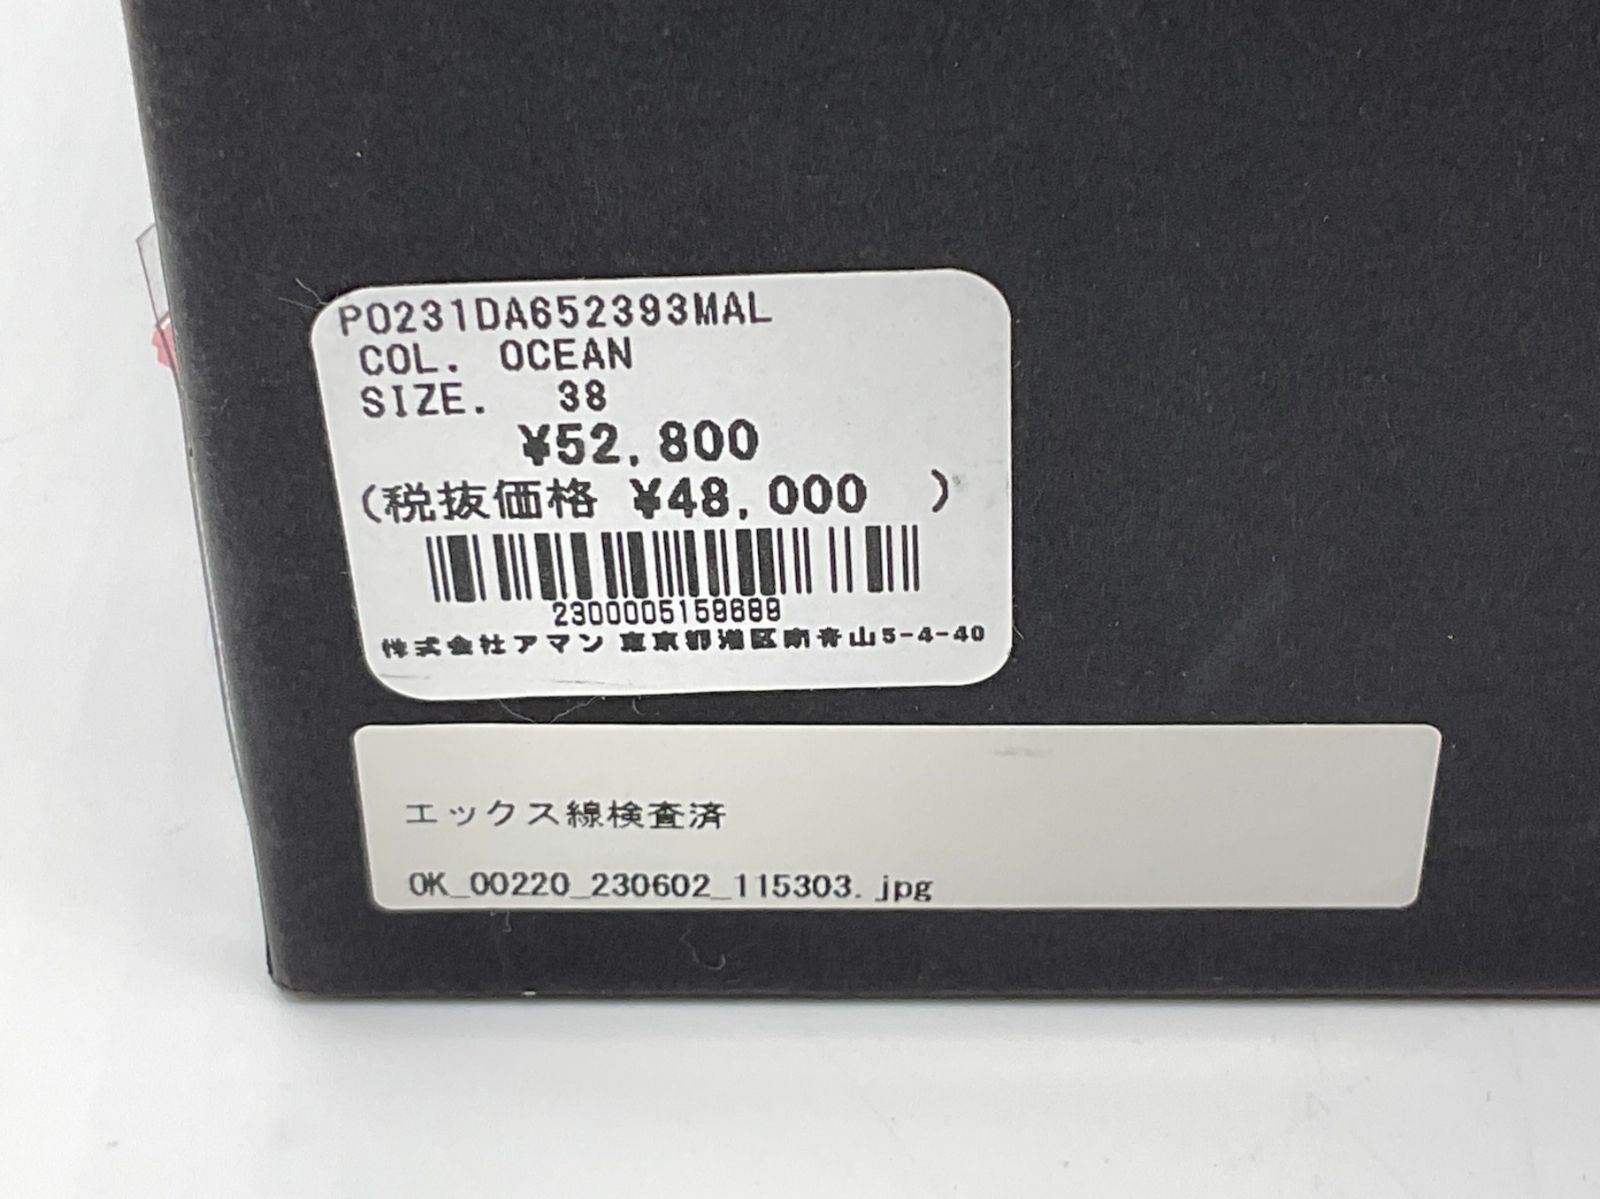 PO231DA652393MAL
COL. OCEAN
SIZE. 38
¥52,800
(税抜価格 ¥48,000 )
2300005159699
株式会社アマン 東京都港区南青山5-4-40
エックス線検査済
OK_00220_230602_115303.jpg